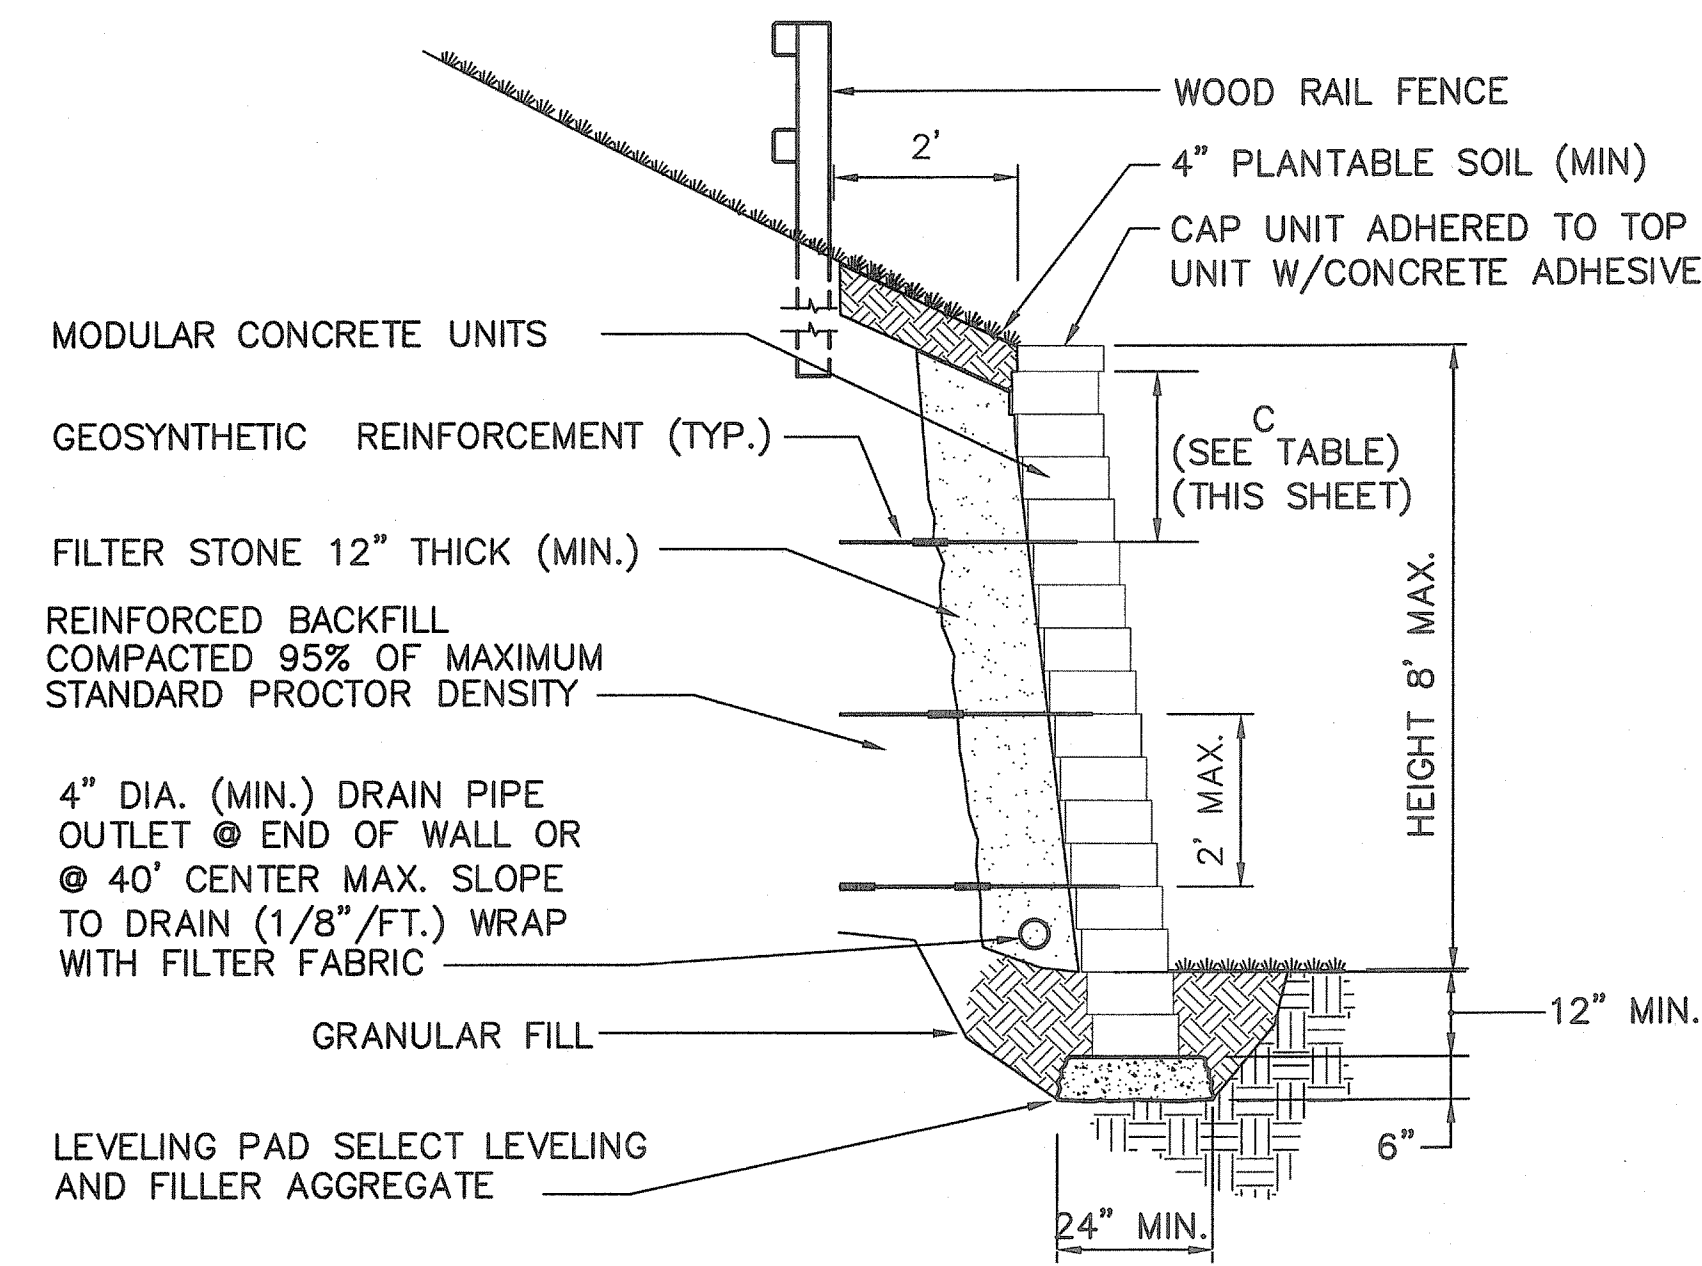 WOOD RAIL FENCE
2'
4" PLANTABLE SOIL (MIN)
CAP UNIT ADHERED TO TOP
UNIT W/CONCRETE ADHESIVE
MODULAR CONCRETE UNITS
C
(SEE TABLE)
(THIS SHEET)
GEOSYNTHETIC REINFORCEMENT (TYP.)
FILTER STONE 12" THICK (MIN.)
REINFORCED BACKFILL
COMPACTED 95% OF MAXIMUM
STANDARD PROCTOR DENSITY
HEIGHT 8' MAX.
2' MAX.
4" DIA. (MIN.) DRAIN PIPE
OUTLET @ END OF WALL OR
@ 40' CENTER MAX. SLOPE
TO DRAIN (1/8"/FT.) WRAP
WITH FILTER FABRIC
GRANULAR FILL
12" MIN.
6"
LEVELING PAD SELECT LEVELING
AND FILLER AGGREGATE
24" MIN.